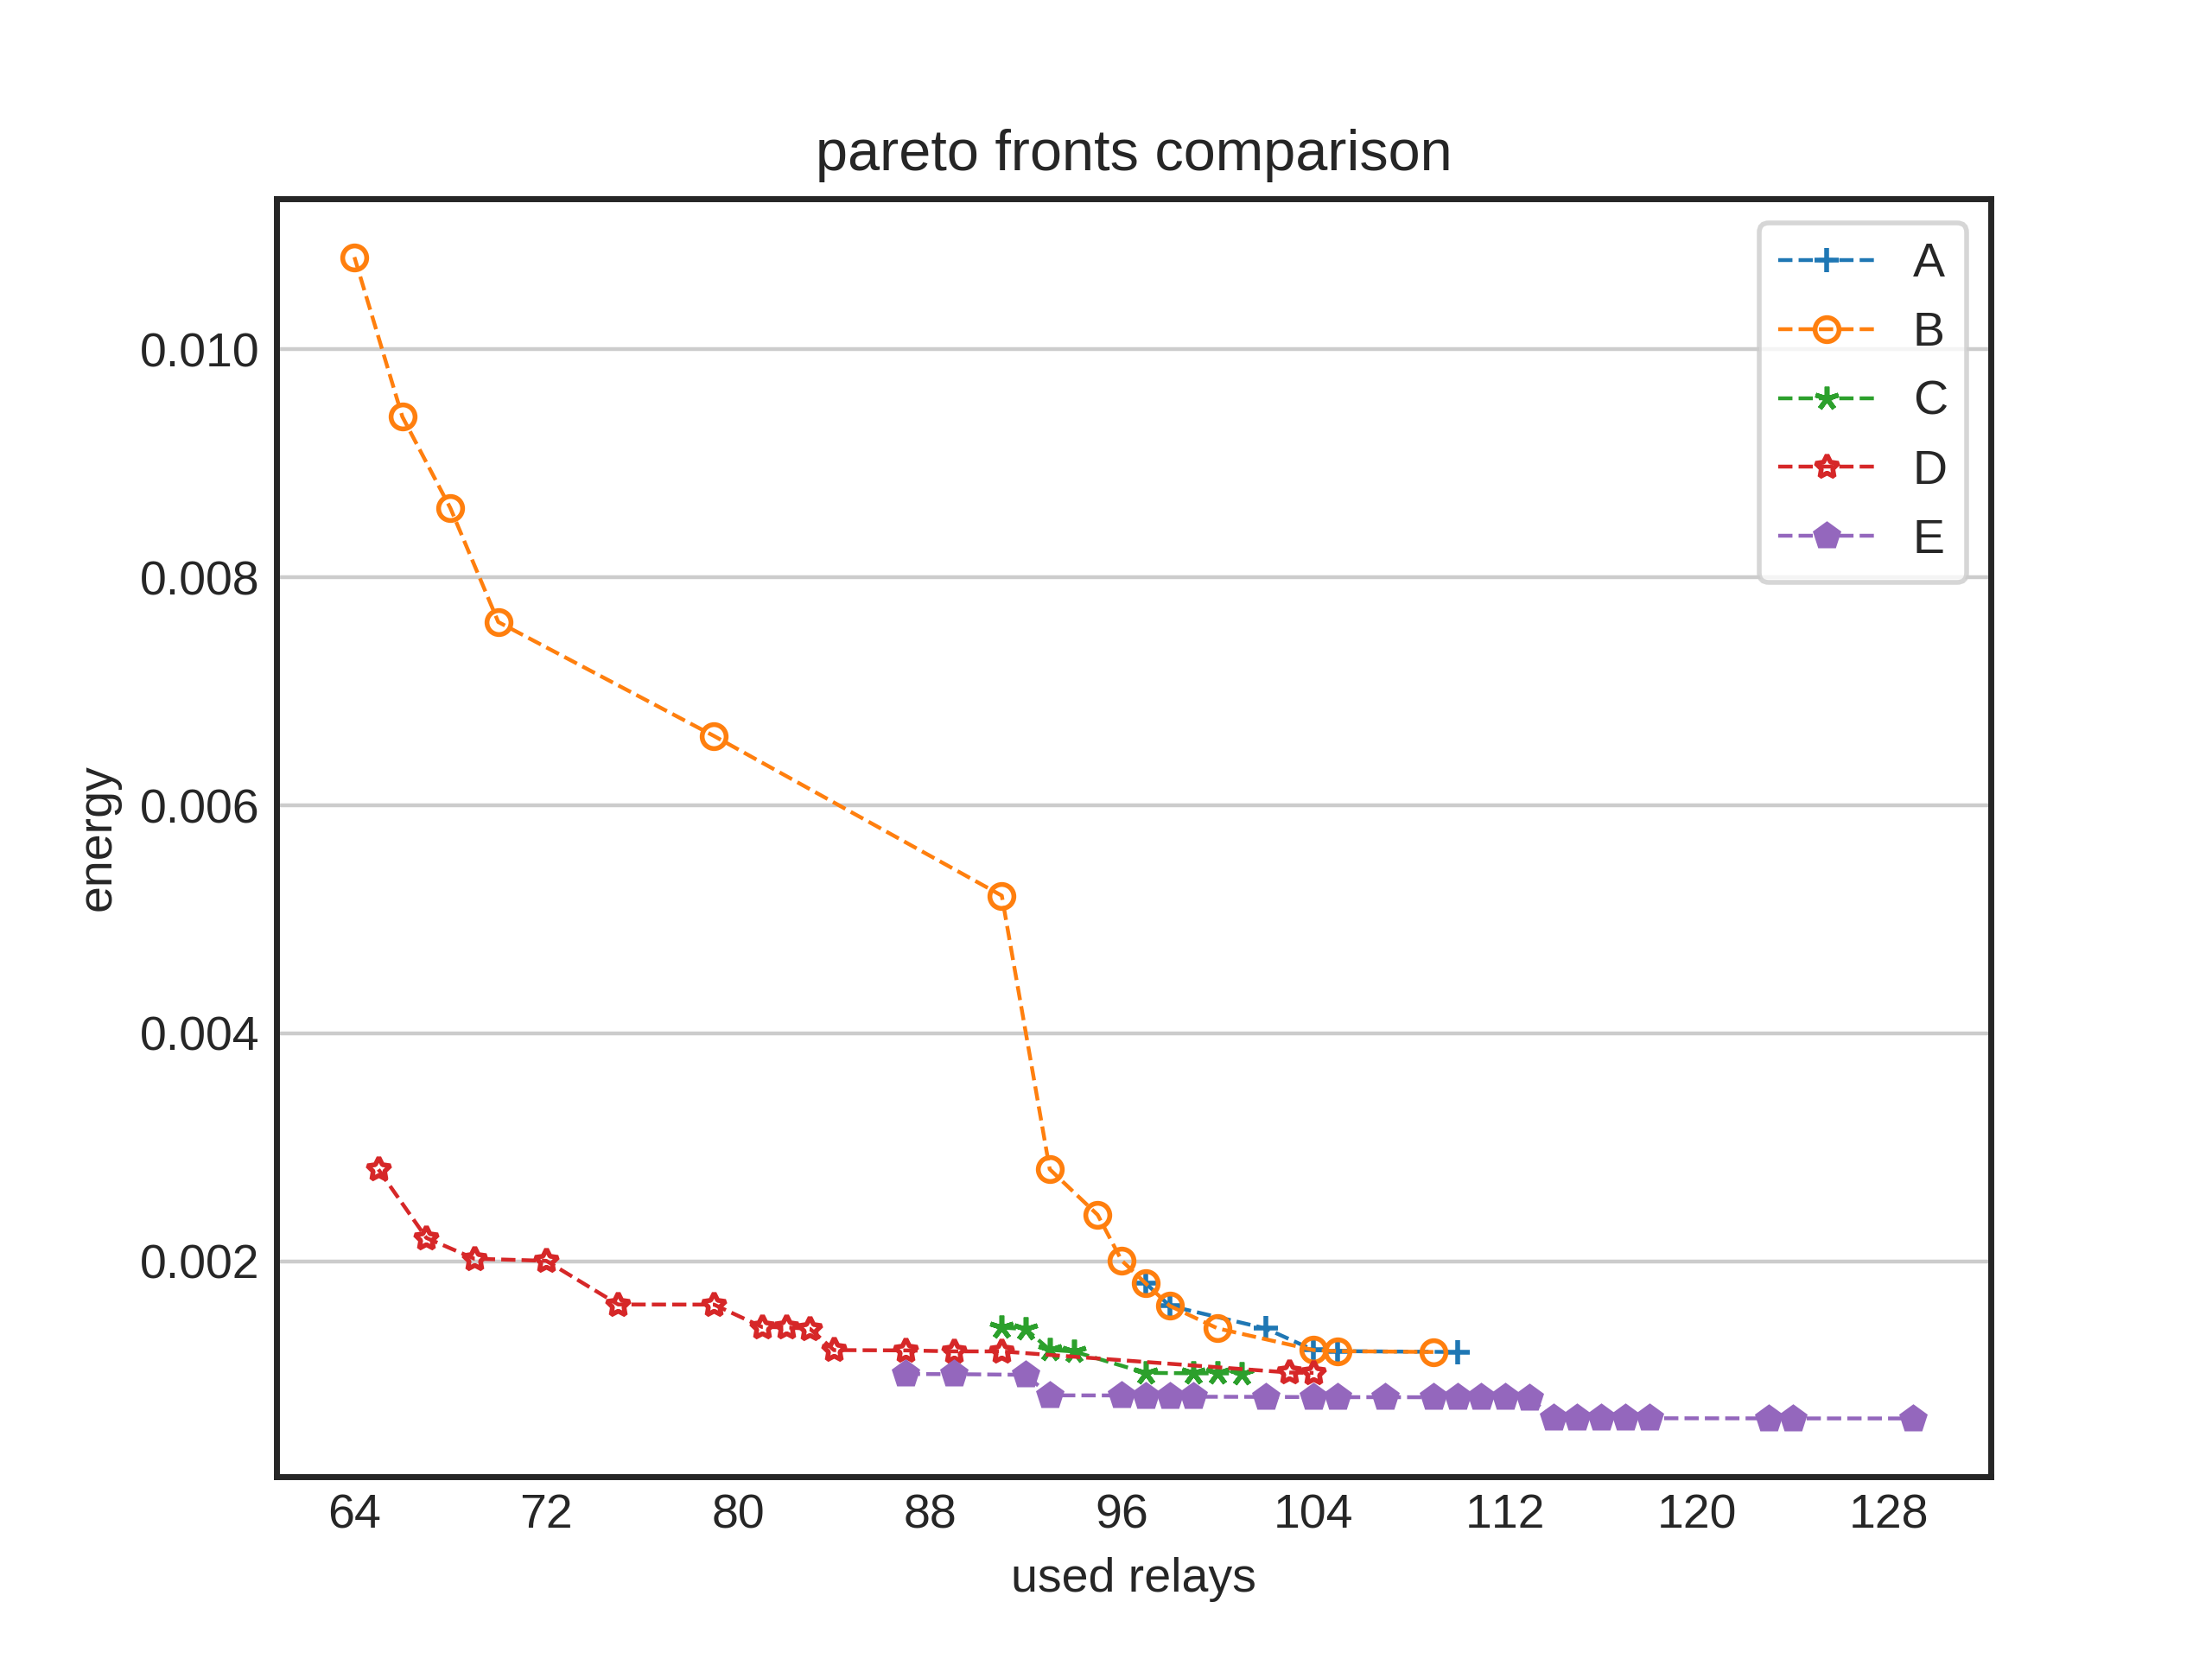 pareto fronts comparison
A
B
C
D
E
0.010
0.008
0.006
0.004
0.002
energy
64 72 80 88 96 104 112 120 128
used relays